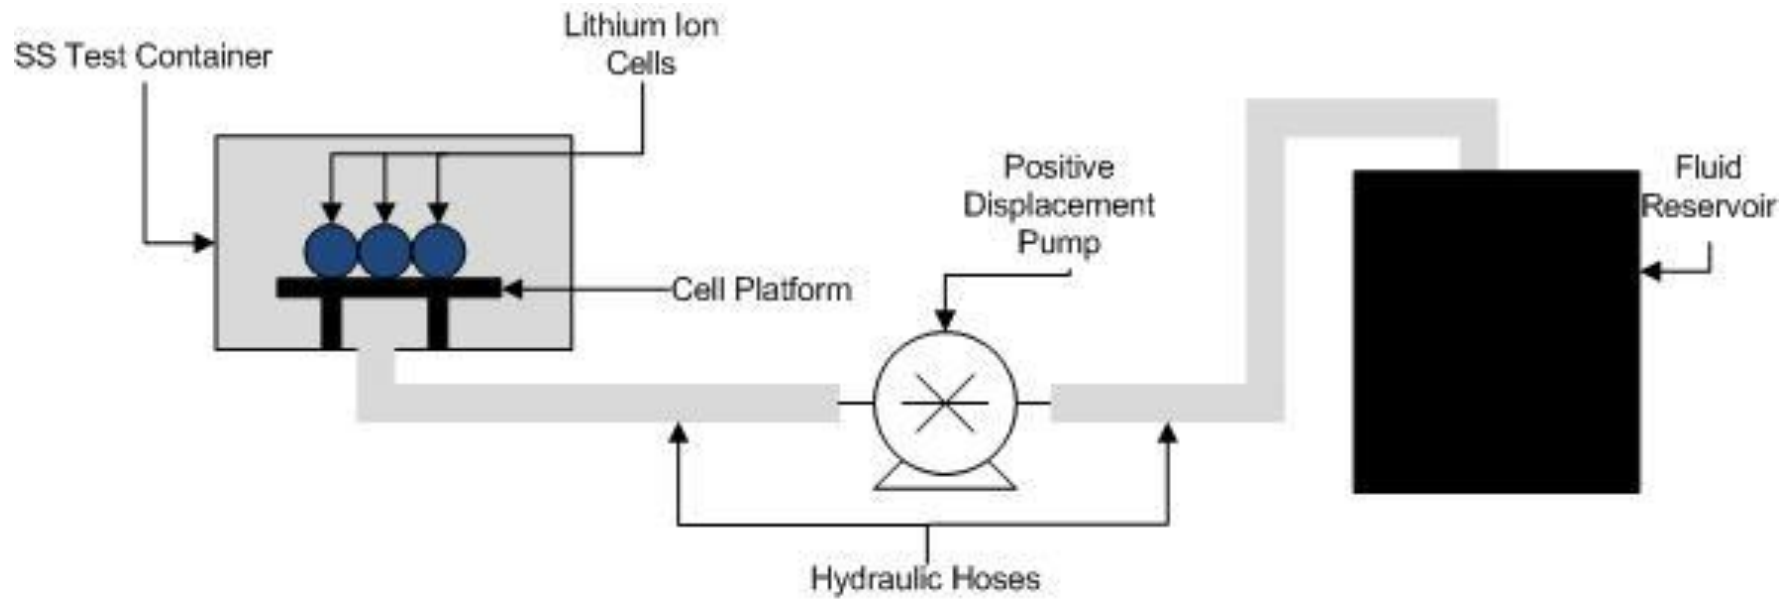 SS Test Container
Lithium Ion
Cells
Positive
Displacement
Pump
Fluid
Reservoir
Cell Platform
Hydraulic Hoses